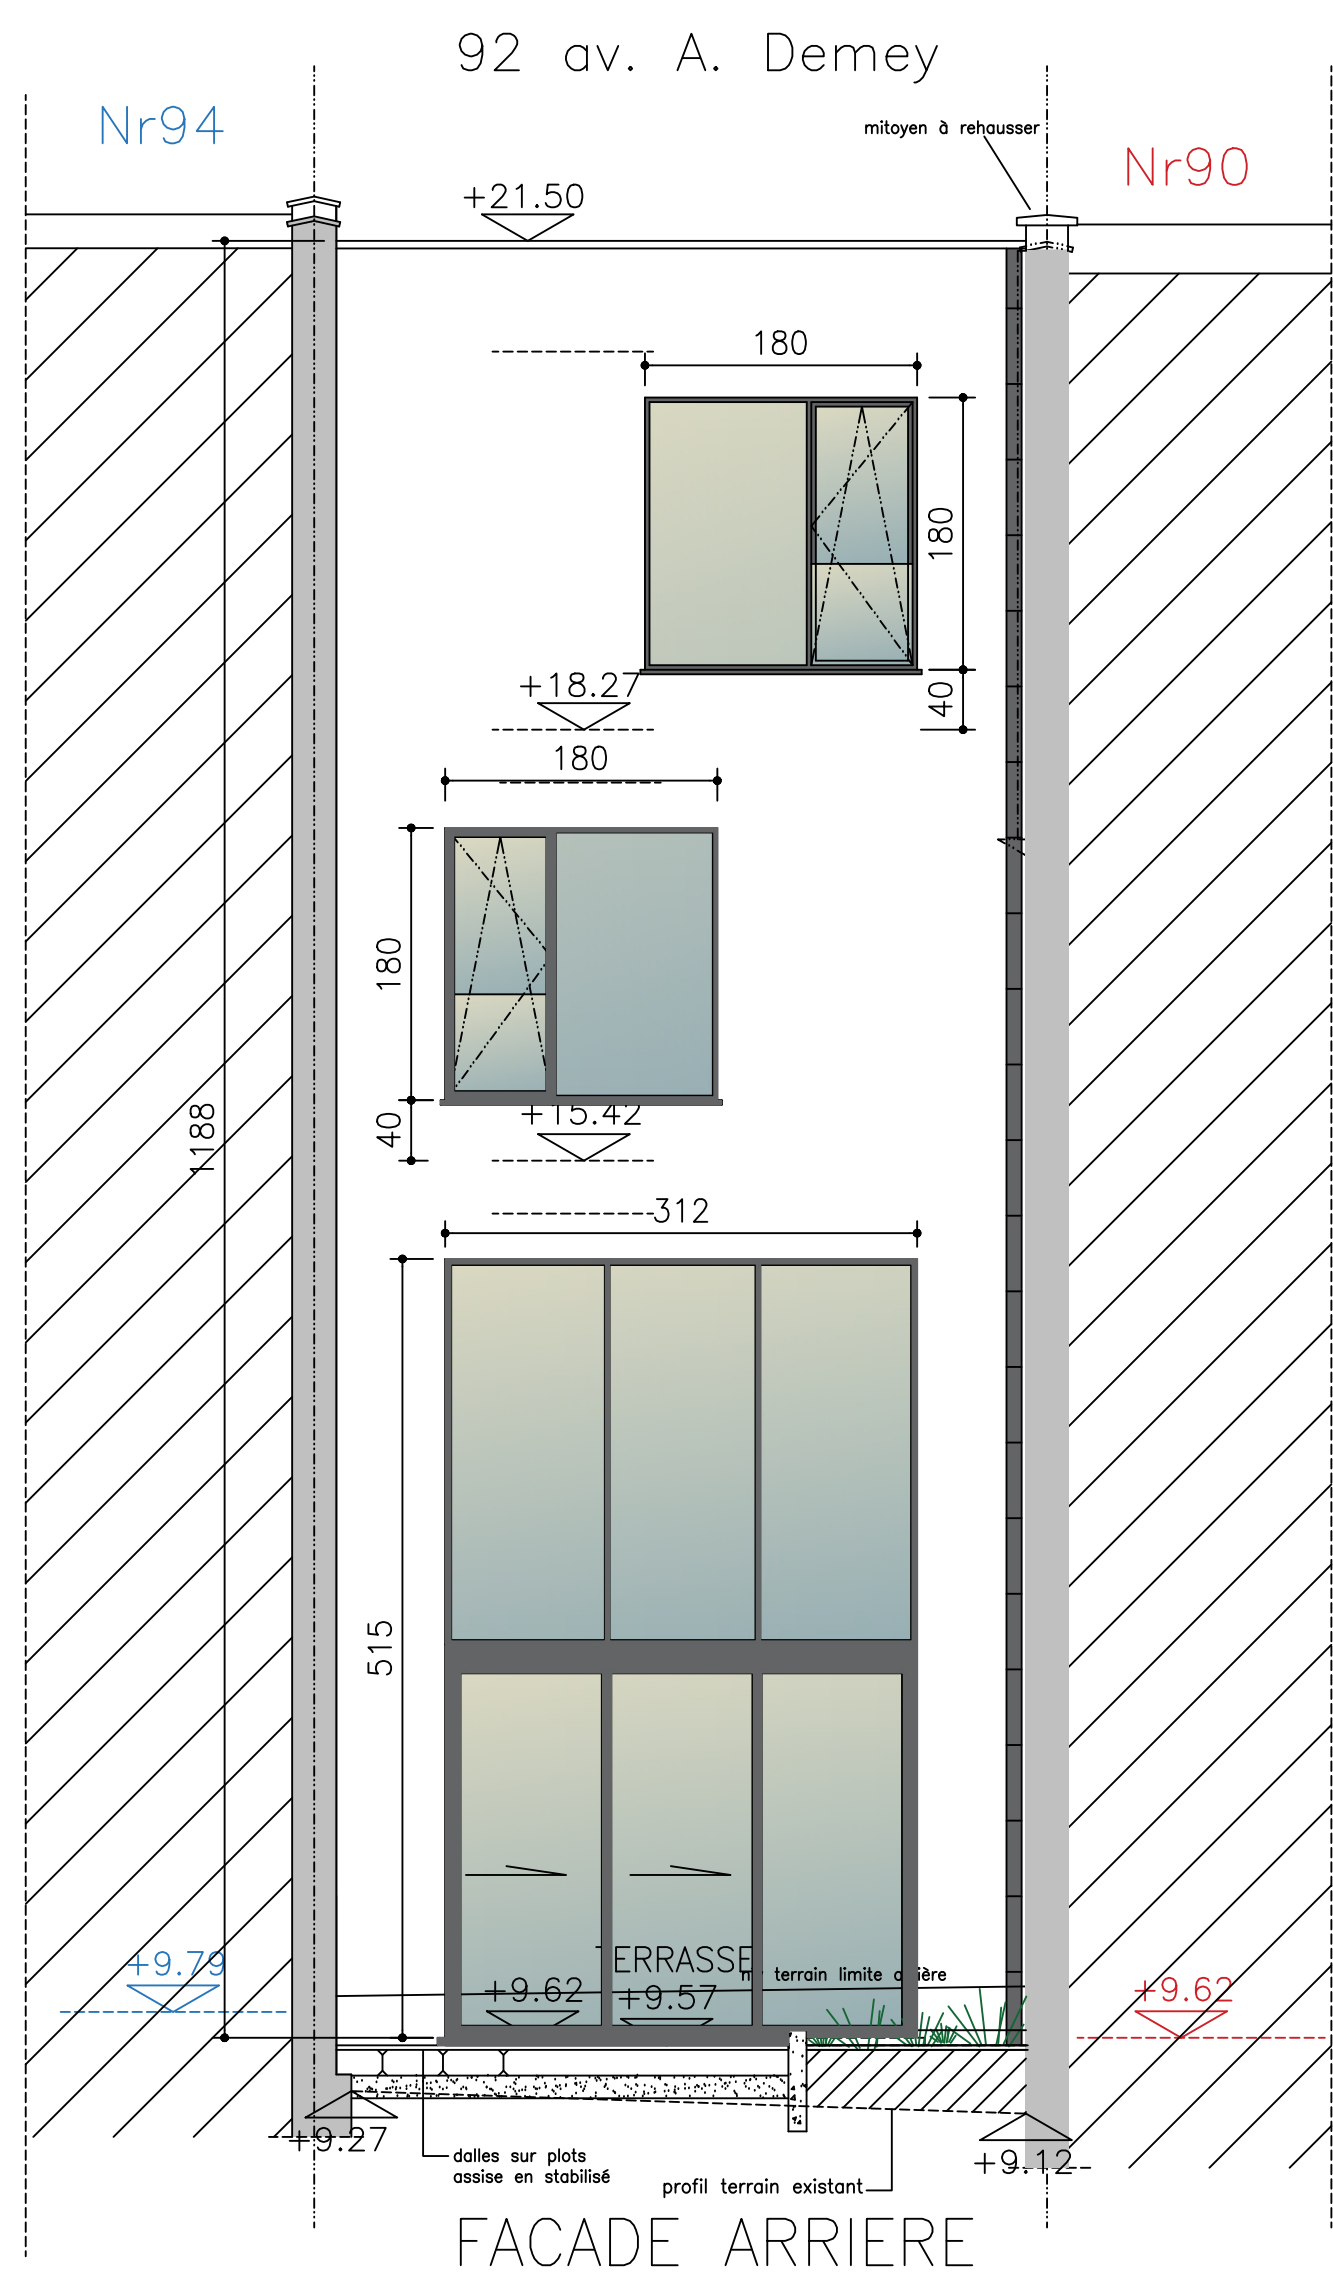 92 av. A. Demey
Nr94
mitoyen à rehausser
Nr90
+21.50
180
180
+18.27
40
180
180
1188
+15.42
40
312
515
+9.79
TERRASSE
terrain limite arrière
+9.62
+9.57
+9.62
+9.27
dalles sur plots
assise en stabilisé
+9.12
profil terrain existant
FACADE ARRIERE